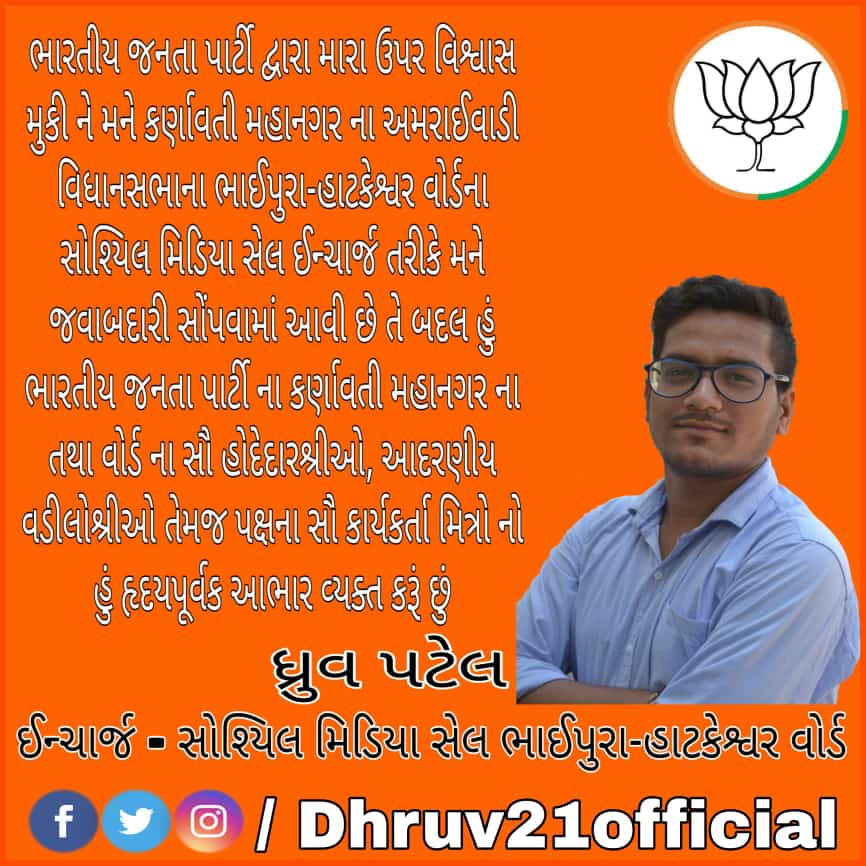 ભારતીય જનતા પાર્ટી દ્વારા મારા ઉપર વિશ્વાસ
મુકી ને મને કર્ણાવતી મહાનગર ના અમરાઈવાડી
વિધાનસભાના ભાઈપુરા-હાટકેશ્વર વોર્ડના
સોશ્યિલ મિડિયા સેલ ઈન્ચાર્જ તરીકે મને
જવાબદારી સોંપવામાં આવી છે તે બદલ હું
ભારતીય જનતા પાર્ટી ના કર્ણાવતી મહાનગર ના
તથા વોર્ડ ના સૌ હોદેદારશ્રીઓ, આદરણીય
વડીલોશ્રીઓ તેમજ પક્ષના સૌ કાર્યકર્તા મિત્રો નો
હું હૃદયપૂર્વક આભાર વ્યક્ત કરૂં છું
ધ્રુવ પટેલ
ઈન્ચાર્જ - સોશ્યિલ મિડિયા સેલ ભાઈપુરા-હાટકેશ્વર વોર્ડ
/ Dhruv21official